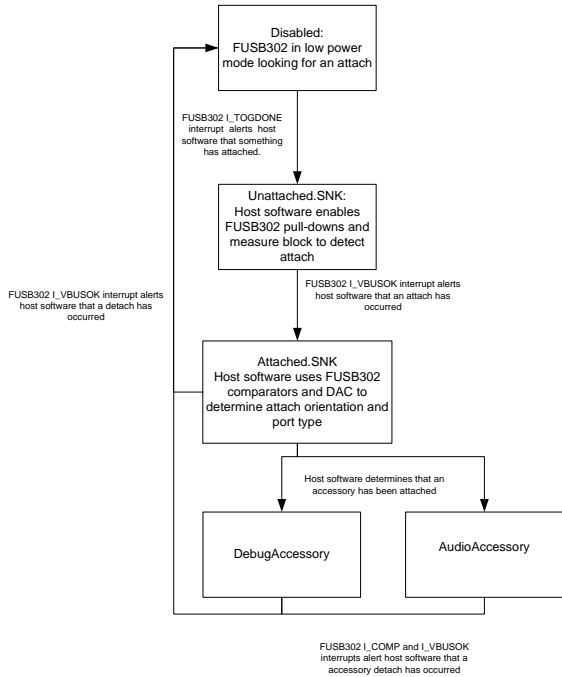 Disabled:
FUSB302 in low power
mode looking for an attach
FUSB302 I_TOGDONE
interrupt alerts host
software that something
has attached.
Unattached.SNK:
Host software enables
FUSB302 pull-downs and
measure block to detect
attach
FUSB302 I_VBUSOK interrupt alerts
host software that a detach has
occurred
FUSB302 I_VBUSOK interrupt alerts
host software that an attach has
occurred
Attached.SNK
Host software uses FUSB302
comparators and DAC to
determine attach orientation and
port type
Host software determines that an
accessory has been attached
DebugAccessory
AudioAccessory
FUSB302 I_COMP and I_VBUSOK
interrupts alert host software that a
accessory detach has occurred